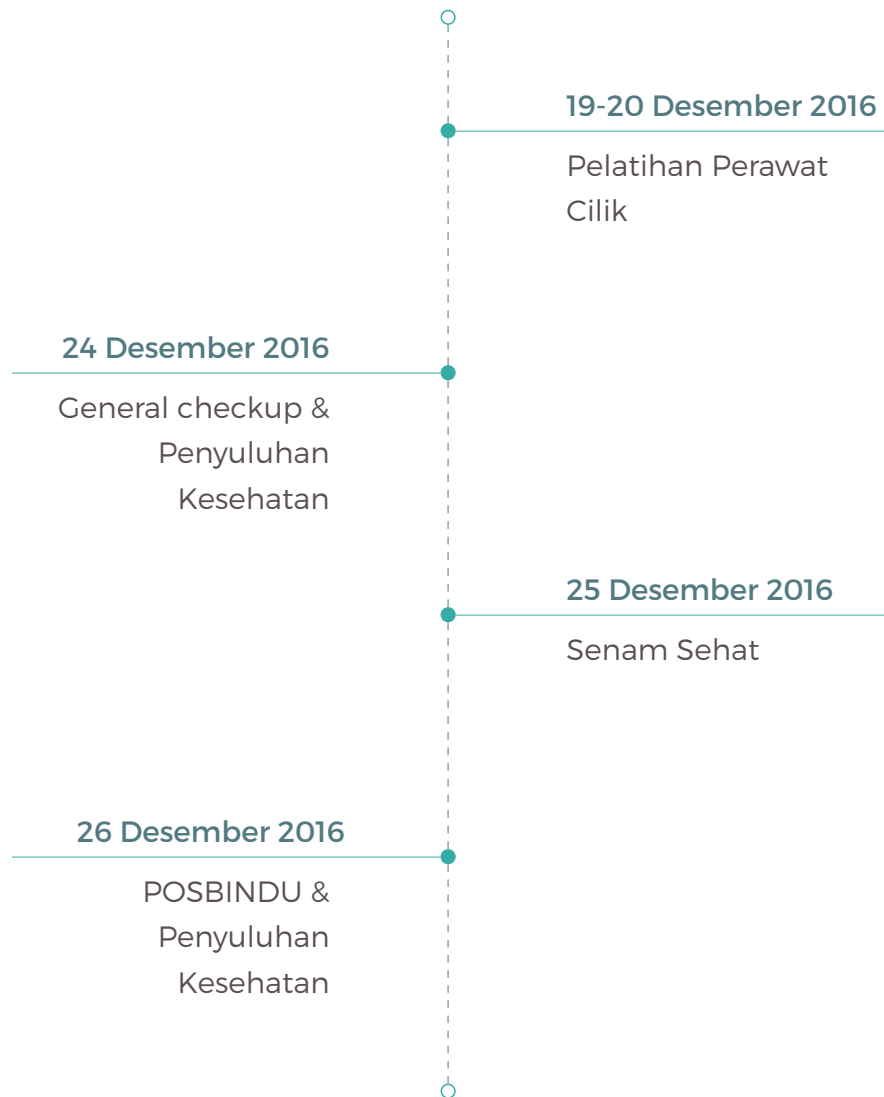 19-20 Desember 2016
Pelatihan Perawat
Cilik
24 Desember 2016
General checkup &
Penyuluhan
Kesehatan
25 Desember 2016
Senam Sehat
26 Desember 2016
POSBINDU &
Penyuluhan
Kesehatan